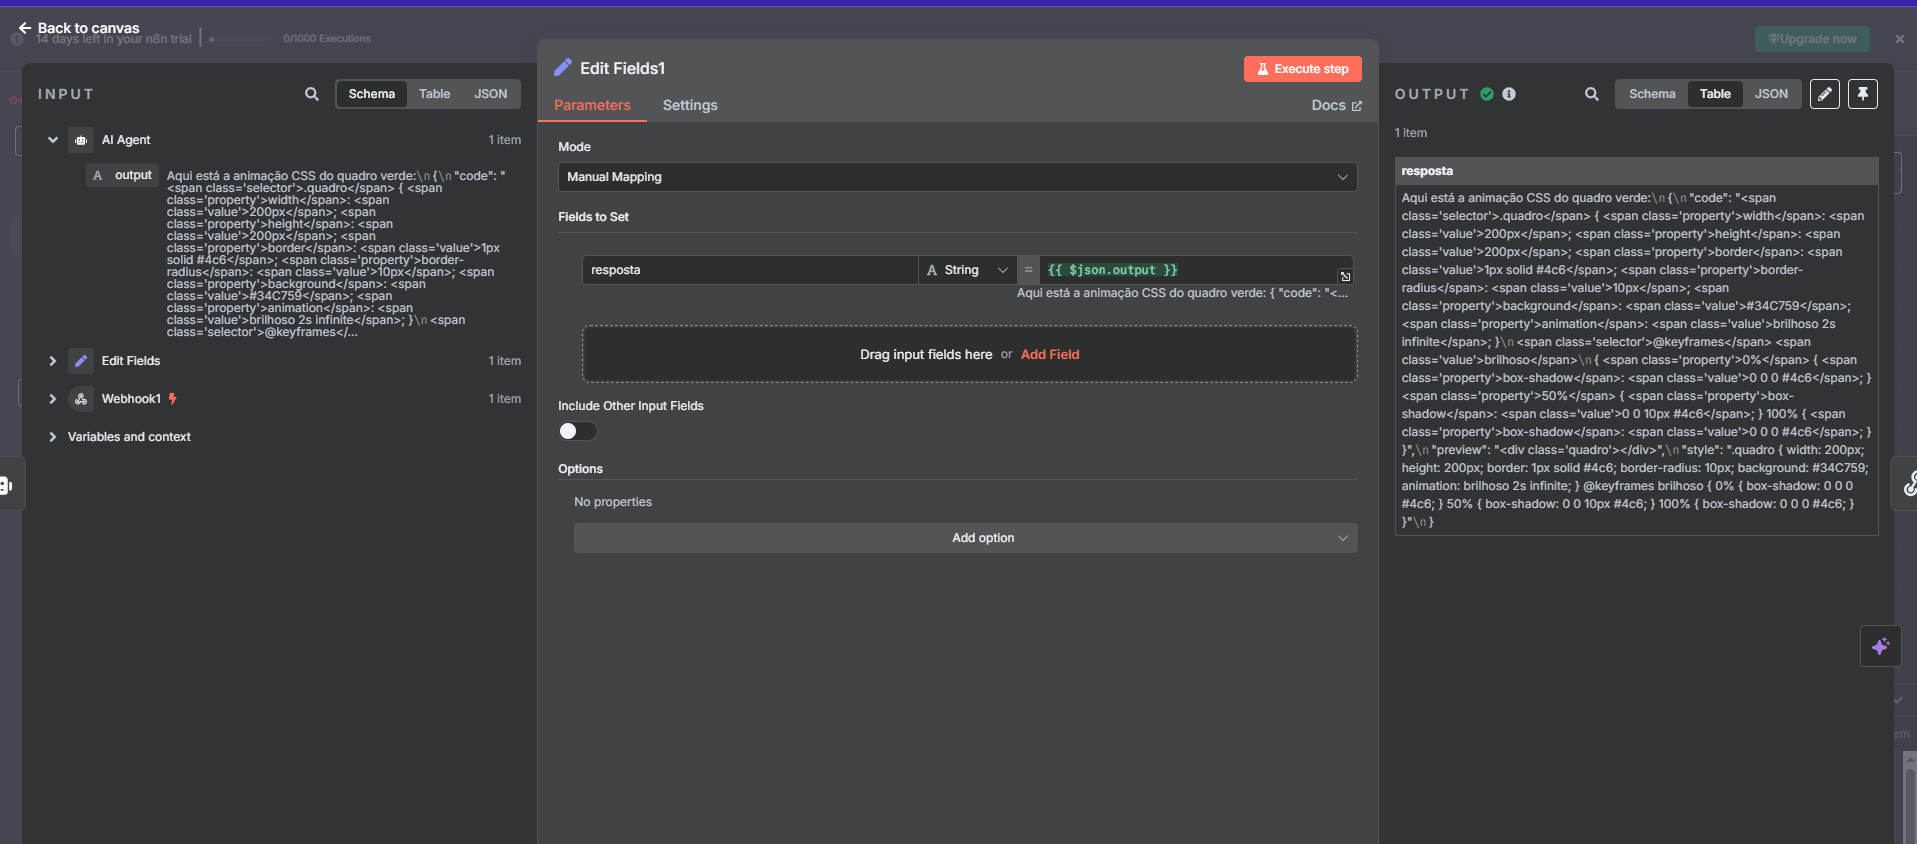 Back to canvas
14 days left in your n8n trial
0/1000 Executions
Upgrade now
INPUT
Schema
Table
JSON
AI Agent
1 item
A output
Aqui está a animação CSS do quadro verde:\n {\n "code": "
<span class='selector'>.quadro</span> { <span
class='property'>width</span>: <span
class='value'>200px</span>; <span
class='property'>height</span>: <span
class='value'>200px</span>; <span
class='property'>border</span>: <span class='value'>1px
solid #4c6</span>; <span class='property'>border-
radius</span>: <span class='value'>10px</span>; <span
class='property'>background</span>: <span
class='value'>#34C759</span>; <span
class='property'>animation</span>: <span
class='value'>brilhoso 2s infinite</span>; }\n <span
class='selector'>@keyframes</...
Edit Fields
1 item
Webhook1
1 item
Variables and context
Edit Fields1
Execute step
Parameters
Settings
Docs
Mode
Manual Mapping
Fields to Set
resposta
A String
=
{{ $json.output }}
Aqui está a animação CSS do quadro verde: { "code": "<...
Drag input fields here or Add Field
Include Other Input Fields
Options
No properties
Add option
OUTPUT
Schema
Table
JSON
1 item
resposta
Aqui está a animação CSS do quadro verde:\n {\n "code": "<span
class='selector'>.quadro</span> { <span class='property'>width</span>: <span
class='value'>200px</span>; <span class='property'>height</span>: <span
class='value'>200px</span>; <span class='property'>border</span>: <span
class='value'>1px solid #4c6</span>; <span class='property'>border-
radius</span>: <span class='value'>10px</span>; <span
class='property'>background</span>: <span class='value'>#34C759</span>;
<span class='property'>animation</span>: <span class='value'>brilhoso 2s
infinite</span>; }\n <span class='selector'>@keyframes</span> <span
class='value'>brilhoso</span>\n { <span class='property'>0%</span> { <span
class='property'>box-shadow</span>: <span class='value'>0 0 0 #4c6</span>; }
<span class='property'>50%</span> { <span class='property'>box-
shadow</span>: <span class='value'>0 0 10px #4c6</span>; } 100% { <span
class='property'>box-shadow</span>: <span class='value'>0 0 0 #4c6</span>; }
}",\n "preview": "<div class='quadro'></div>",\n "style": ".quadro { width: 200px;
height: 200px; border: 1px solid #4c6; border-radius: 10px; background: #34C759;
animation: brilhoso 2s infinite; } @keyframes brilhoso { 0% { box-shadow: 0 0 0
#4c6; } 50% { box-shadow: 0 0 10px #4c6; } 100% { box-shadow: 0 0 0 #4c6; }
}"\n }